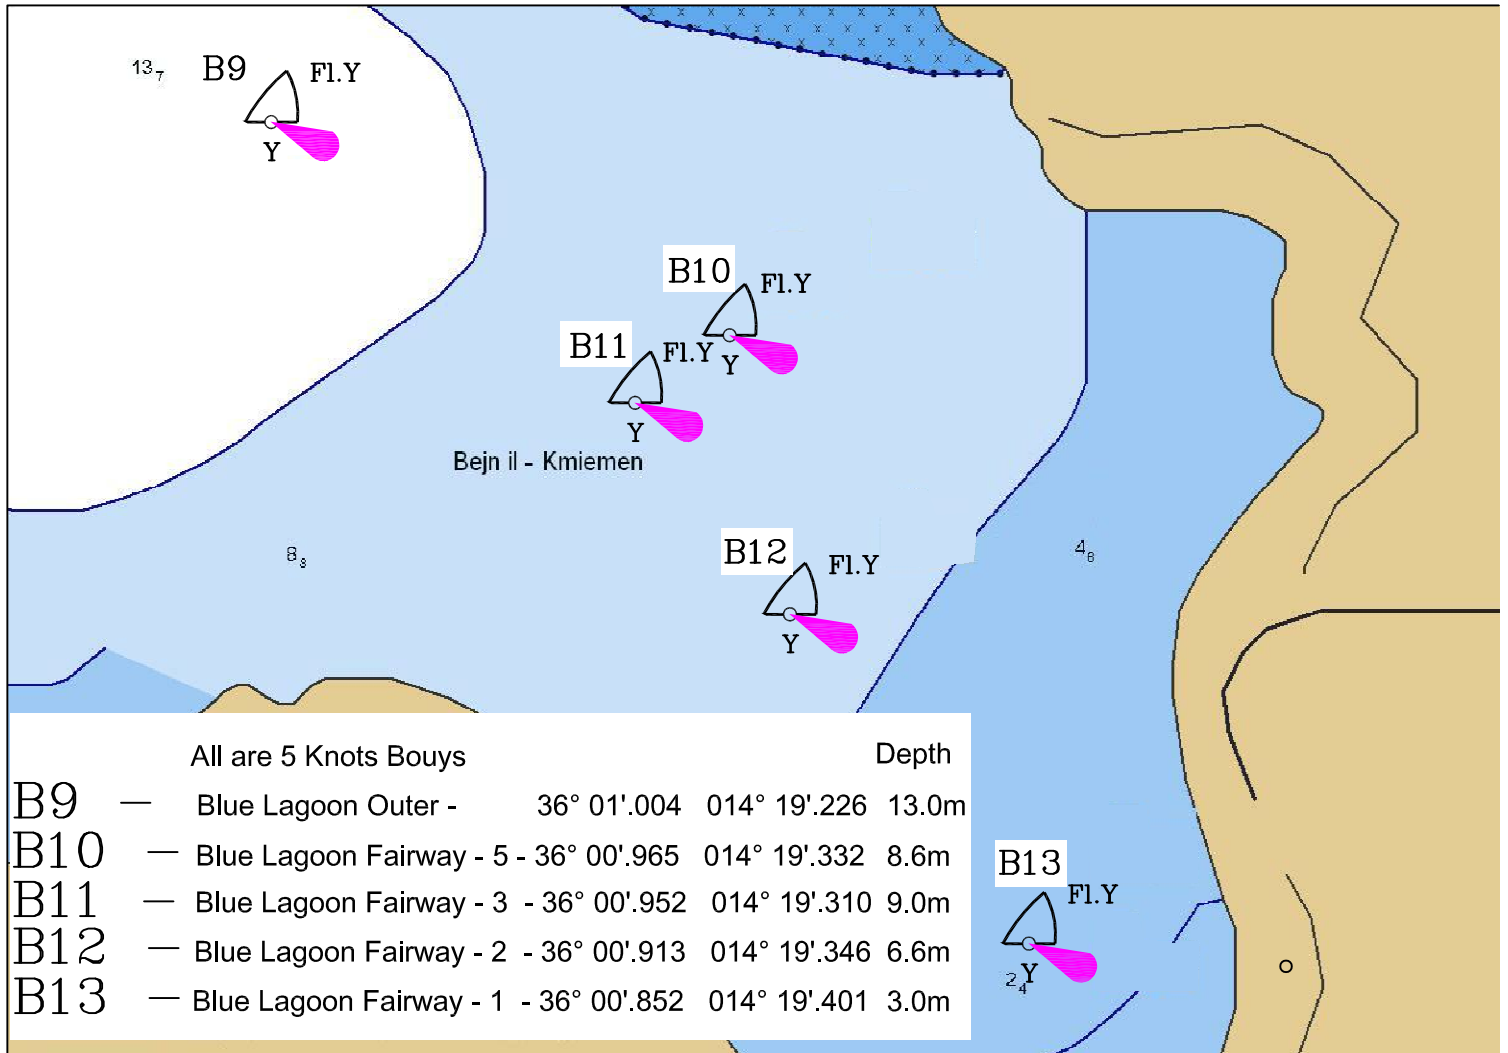 13₇
B9 Fl.Y
Y
B10 Fl.Y
Y
B11 Fl.Y
Y
Bejn il - Kmiemen
8₃
4₆
B12 Fl.Y
Y
B13 Fl.Y
Y
2₄
All are 5 Knots Bouys Depth
B9 — Blue Lagoon Outer - 36° 01'.004 014° 19'.226 13.0m
B10 — Blue Lagoon Fairway - 5 - 36° 00'.965 014° 19'.332 8.6m
B11 — Blue Lagoon Fairway - 3 - 36° 00'.952 014° 19'.310 9.0m
B12 — Blue Lagoon Fairway - 2 - 36° 00'.913 014° 19'.346 6.6m
B13 — Blue Lagoon Fairway - 1 - 36° 00'.852 014° 19'.401 3.0m